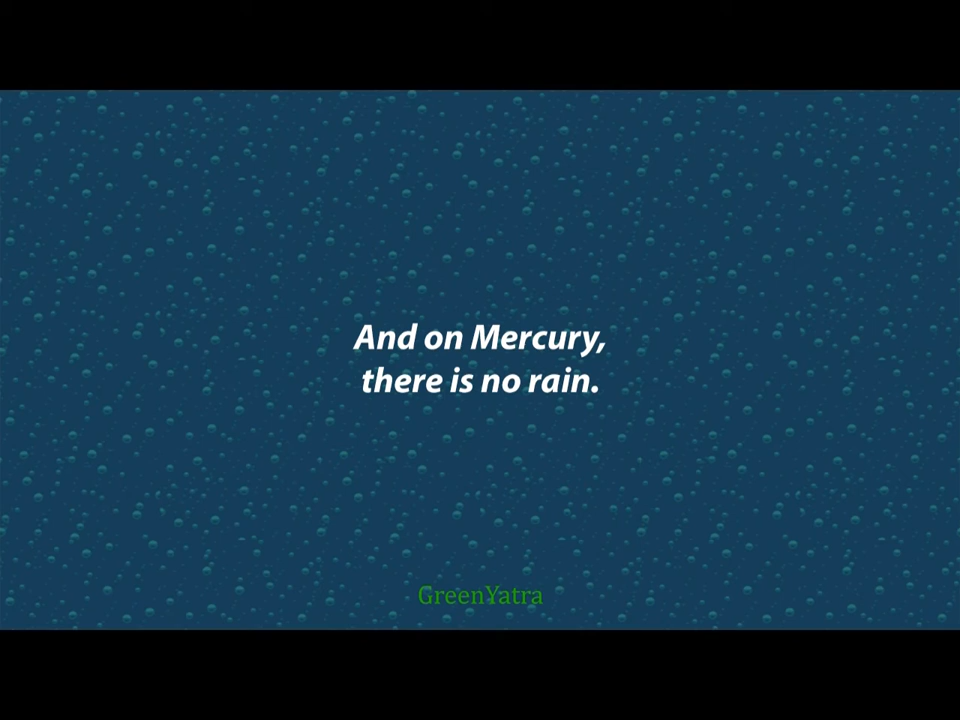 And on Mercury,
there is no rain.
GreenYatra